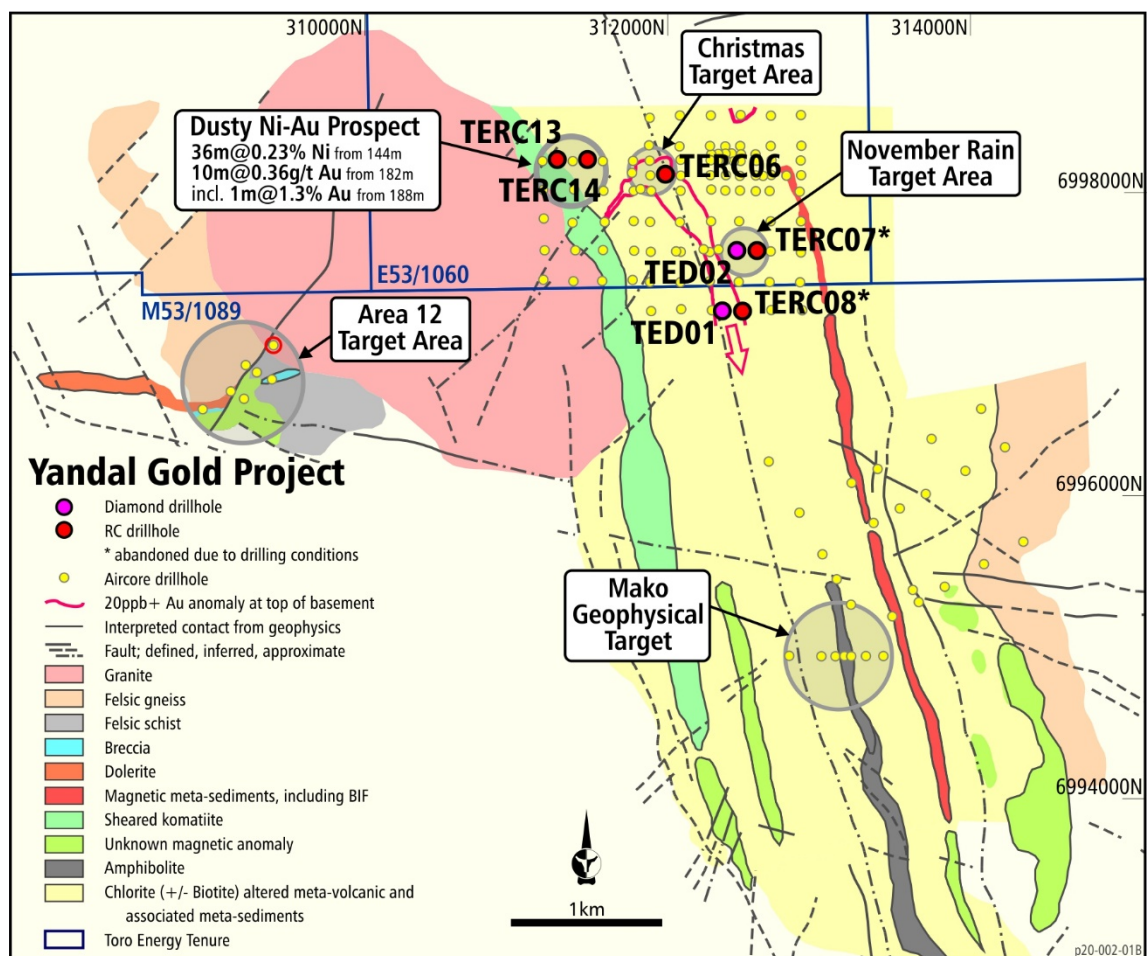 310000N
312000N
314000N
Christmas
Target Area
Dusty Ni-Au Prospect
36m@0.23% Ni from 144m
10m@0.36g/t Au from 182m
incl. 1m@1.3% Au from 188m
TERC13
TERC14
TERC06
November Rain
Target Area
6998000N
TERC07*
TED02
E53/1060
M53/1089
TERC08*
TED01
Area 12
Target Area
6996000N
Mako
Geophysical
Target
6994000N
Yandal Gold Project
Diamond drillhole
RC drillhole
* abandoned due to drilling conditions
Aircore drillhole
20ppb+ Au anomaly at top of basement
Interpreted contact from geophysics
Fault; defined, inferred, approximate
Granite
Felsic gneiss
Felsic schist
Breccia
Dolerite
Magnetic meta-sediments, including BIF
Sheared komatiite
Unknown magnetic anomaly
Amphibolite
Chlorite (+/- Biotite) altered meta-volcanic and
associated meta-sediments
Toro Energy Tenure
1km
p20-002-01B